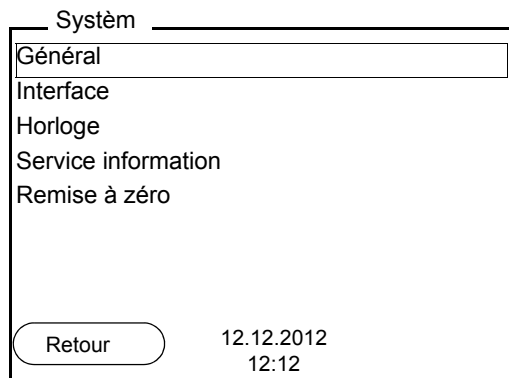 Systèm
Général
Interface
Horloge
Service information
Remise à zéro
Retour
12.12.2012
12:12